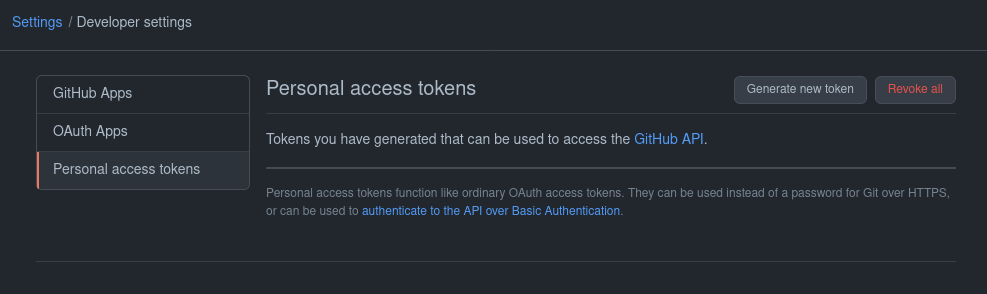 Settings / Developer settings
GitHub Apps
OAuth Apps
Personal access tokens
Personal access tokens
Generate new token
Revoke all
Tokens you have generated that can be used to access the GitHub API.
Personal access tokens function like ordinary OAuth access tokens. They can be used instead of a password for Git over HTTPS,
or can be used to authenticate to the API over Basic Authentication.